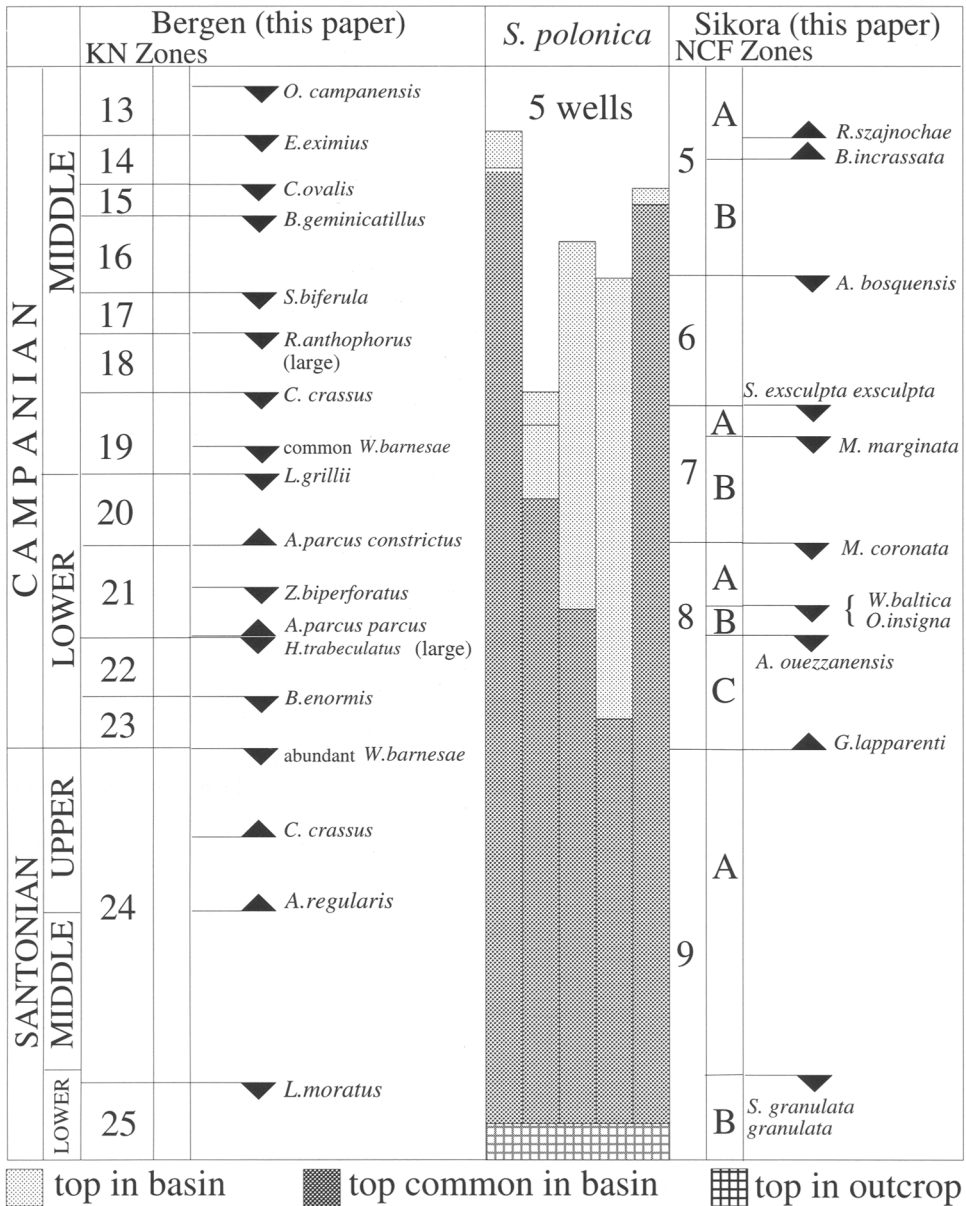 Bergen (this paper)
KN Zones
S. polonica
Sikora (this paper)
NCF Zones
CAMPANIAN
MIDDLE
LOWER
SANTONIAN
UPPER
MIDDLE
LOWER
13
14
15
16
17
18
19
20
21
22
23
24
25
O. campanensis
E.eximius
C.ovalis
B.geminicatillus
S.biferula
R.anthophorus
(large)
C. crassus
common W.barnesae
L.grillii
A.parcus constrictus
Z.biperforatus
A.parcus parcus
H.trabeculatus (large)
B.enormis
abundant W.barnesae
C. crassus
A.regularis
L.moratus
5 wells
5
6
7
8
9
A
B
A
B
A
B
C
A
B
R.szajnochae
B.incrassata
A. bosquensis
S. exsculpta exsculpta
M. marginata
M. coronata
{ W.baltica
O.insigna
A. ouezzanensis
G.lapparenti
S. granulata
granulata
top in basin
top common in basin
top in outcrop